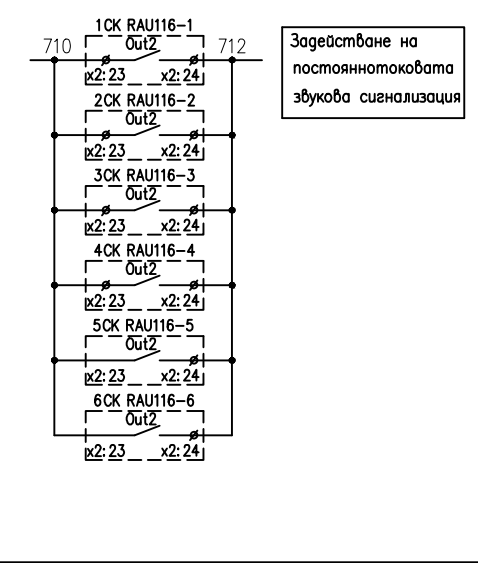 1CK RAU116-1
710 Out2 712
x2:23 x2:24
2CK RAU116-2
Out2
x2:23 x2:24
3CK RAU116-3
Out2
x2:23 x2:24
4CK RAU116-4
Out2
x2:23 x2:24
5CK RAU116-5
Out2
x2:23 x2:24
6CK RAU116-6
Out2
x2:23 x2:24
Задействане на
постояннотоковата
звукова сигнализация